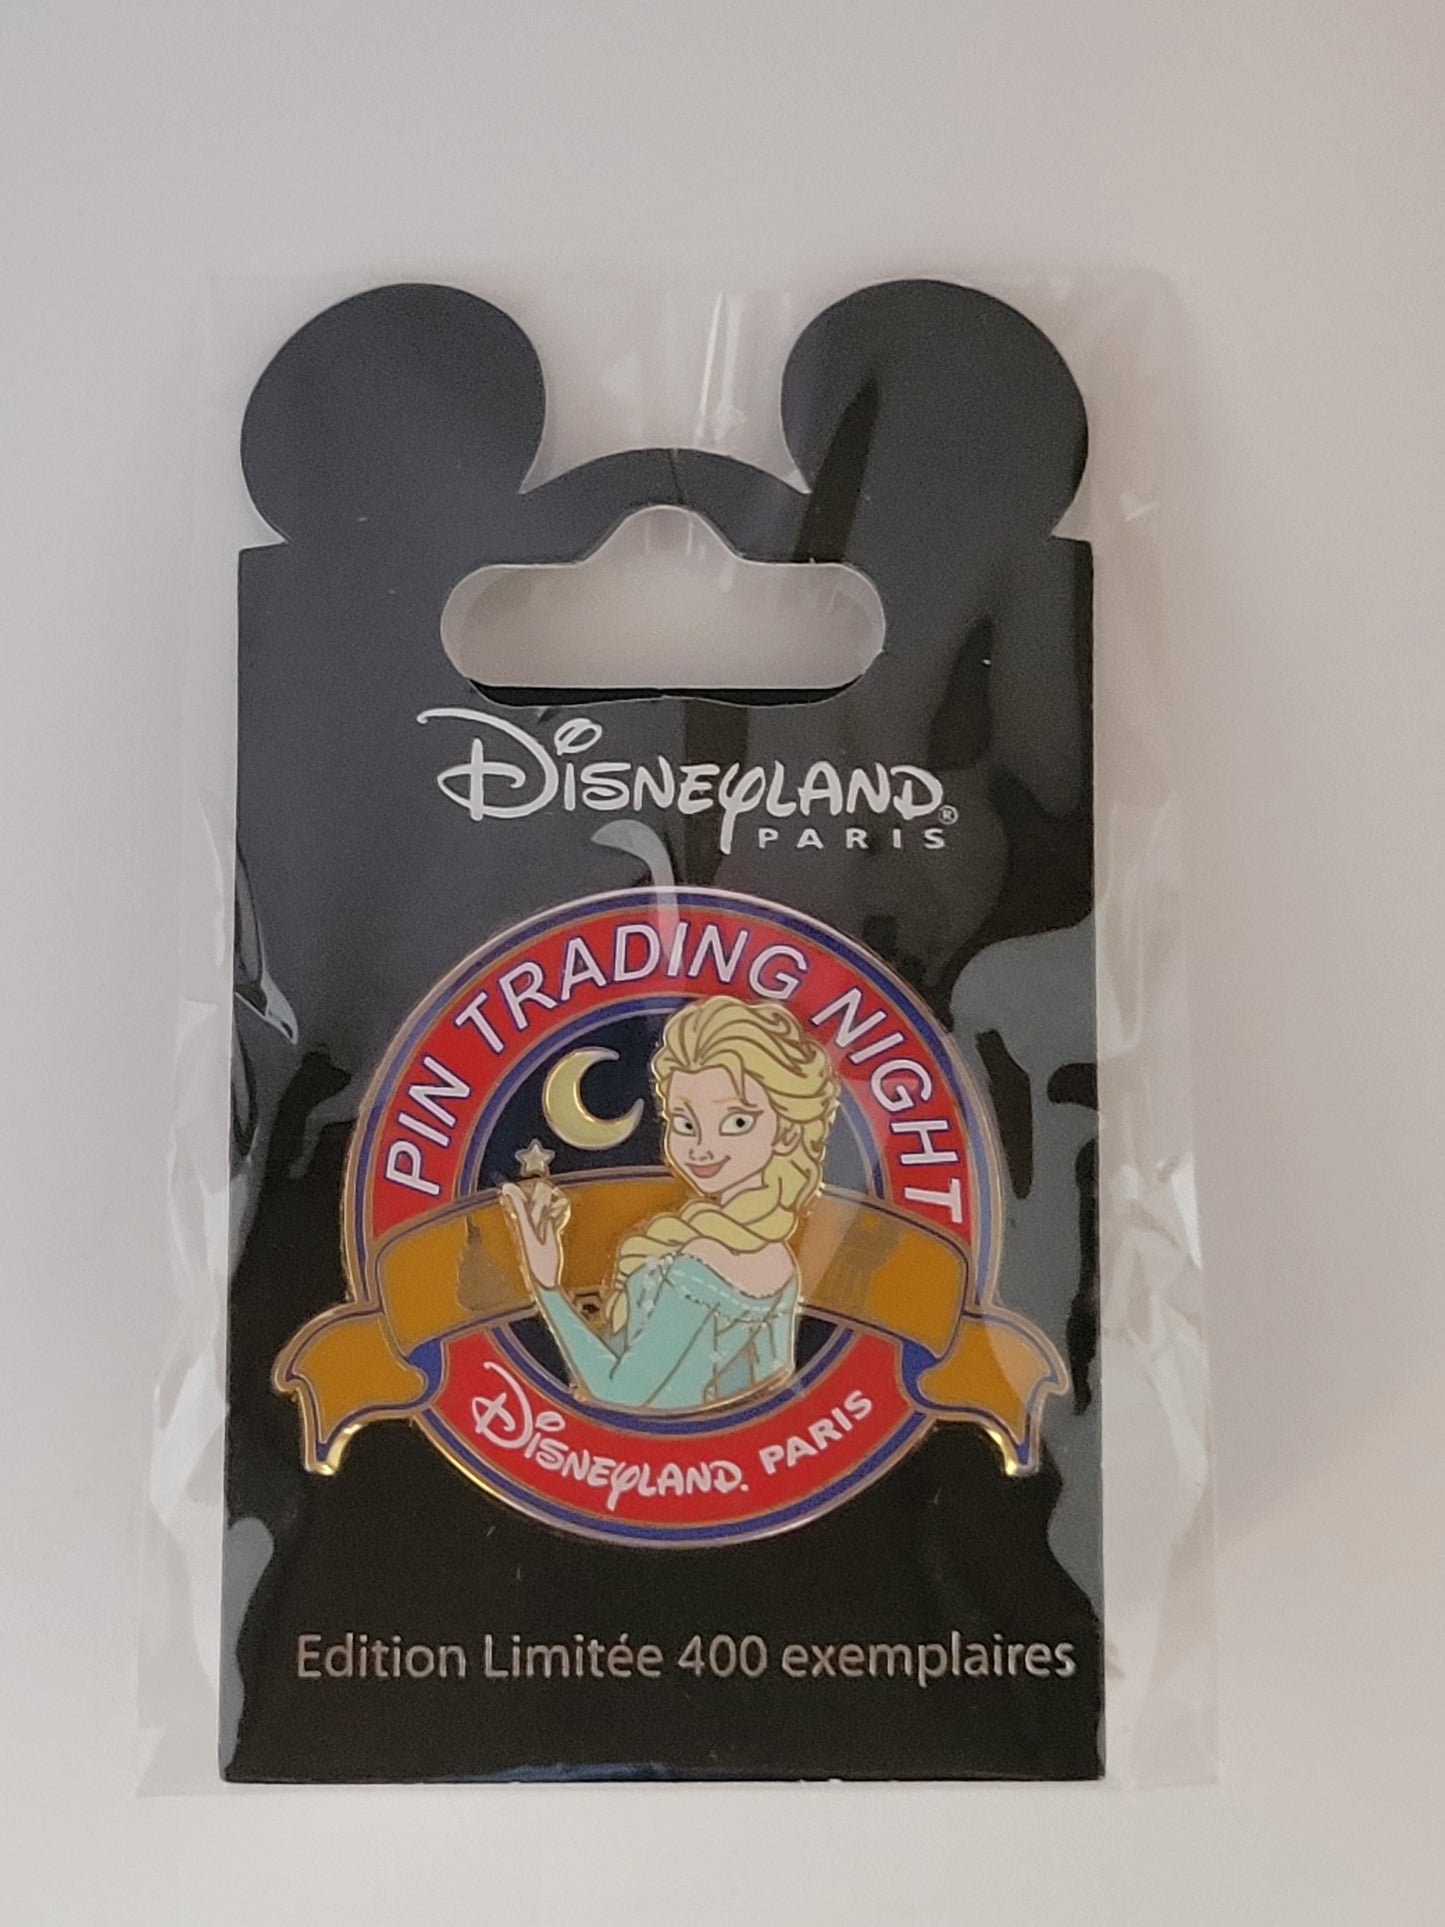 Disneyland®
PARIS
PIN TRADING NIGHT
Disneyland. PARIS
Edition Limitée 400 exemplaires